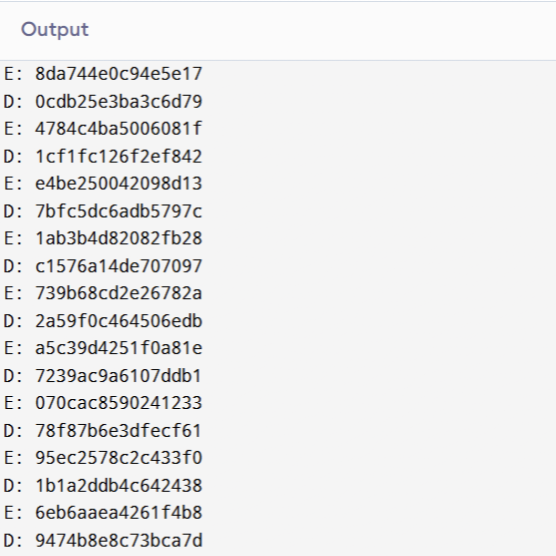 Output
E: 8da744e0c94e5e17
D: 0cdb25e3ba3c6d79
E: 4784c4ba5006081f
D: 1cf1fc126f2ef842
E: e4be250042098d13
D: 7bfc5dc6adb5797c
E: 1ab3b4d82082fb28
D: c1576a14de707097
E: 739b68cd2e26782a
D: 2a59f0c464506edb
E: a5c39d4251f0a81e
D: 7239ac9a6107ddb1
E: 070cac8590241233
D: 78f87b6e3dfecf61
E: 95ec2578c2c433f0
D: 1b1a2ddb4c642438
E: 6eb6aaea4261f4b8
D: 9474b8e8c73bca7d